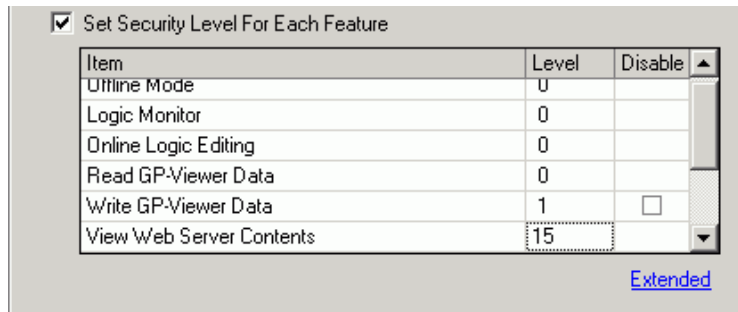 Set Security Level For Each Feature
Item Level Disable
Offline Mode 0
Logic Monitor 0
Online Logic Editing 0
Read GP-Viewer Data 0
Write GP-Viewer Data 1
View Web Server Contents 15
Extended